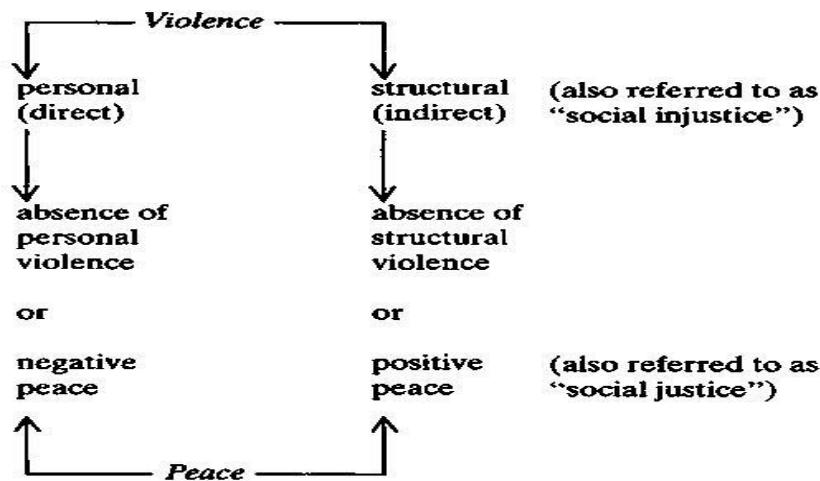 Violence
personal structural (also referred to as
(direct) (indirect) “social injustice”)
absence of absence of
personal structural
violence violence
or or
negative positive (also referred to as
peace peace “social justice”)
Peace